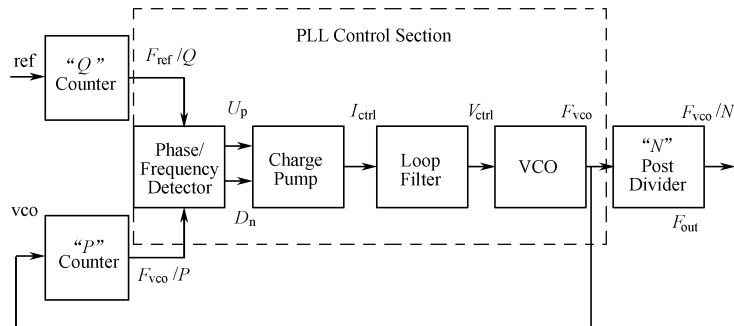 PLL Control Section
ref
“Q”
Counter
Fref/Q
Up
Ictrl
Vctrl
Fvco
Fvco/N
Phase/
Frequency
Detector
Charge
Pump
Loop
Filter
VCO
“N”
Post
Divider
Dn
Fout
vco
“P”
Counter
Fvco/P